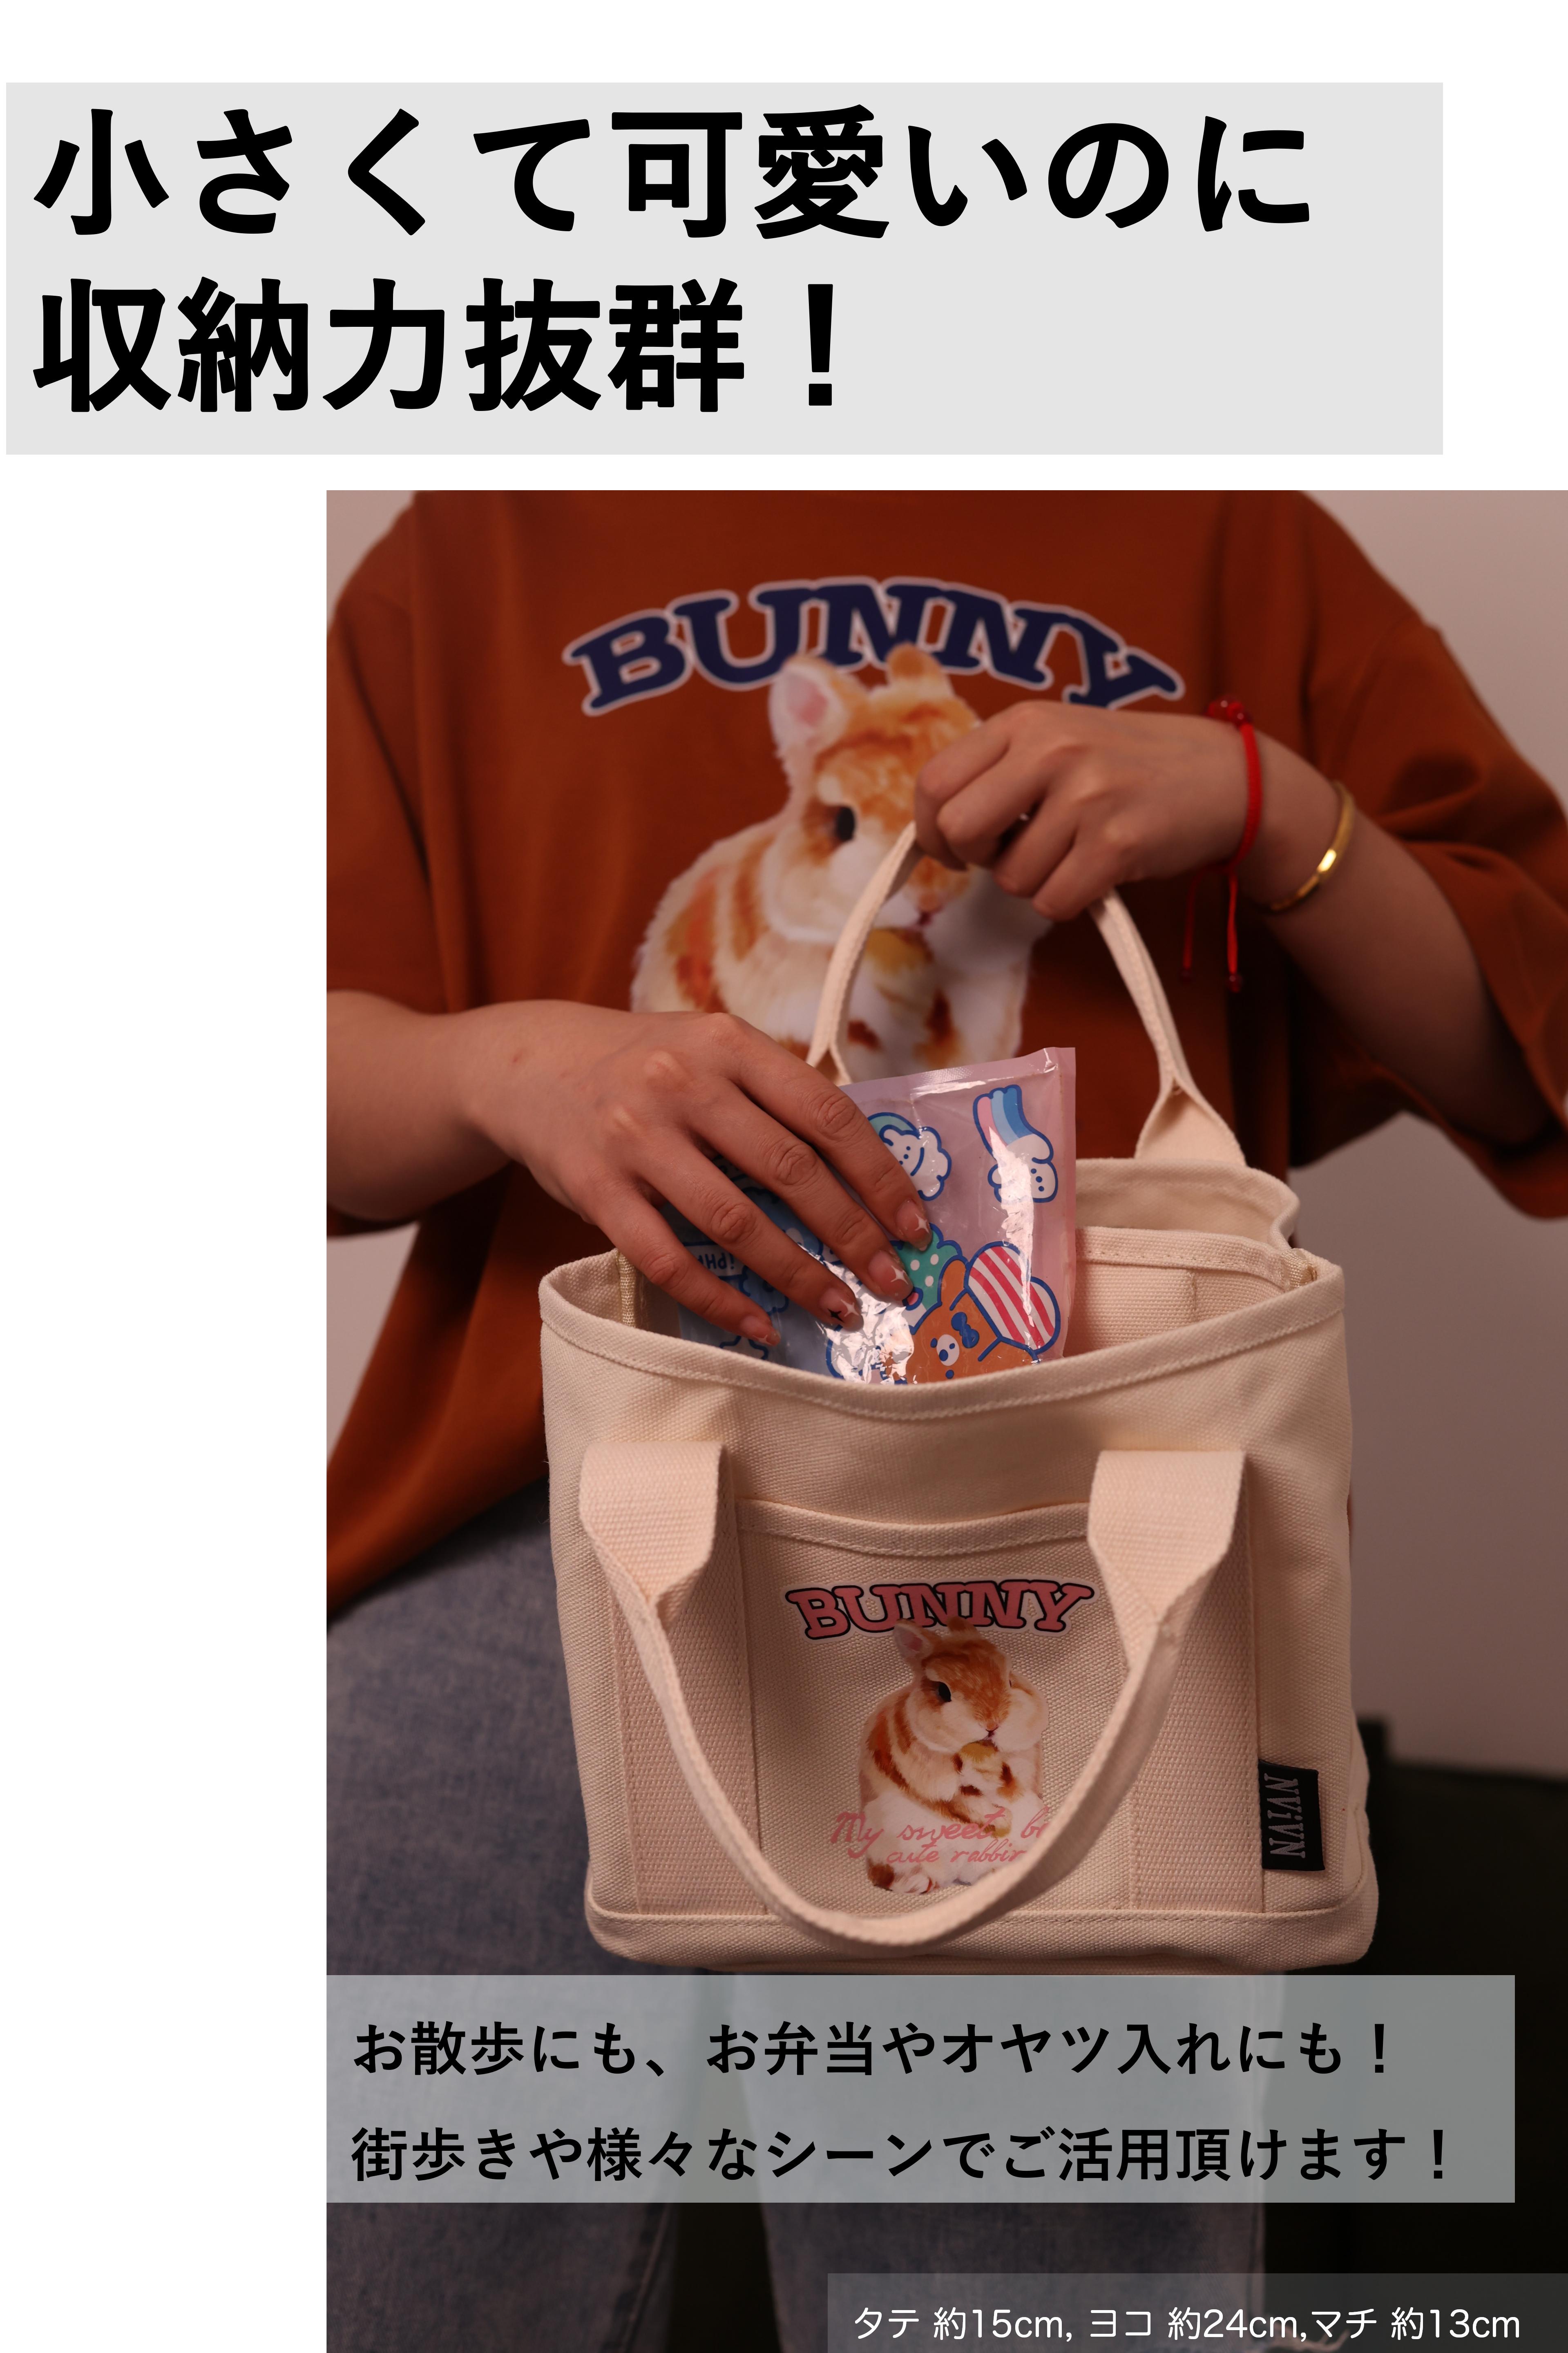 小さくて可愛いのに
収納力抜群！
BUNNY
BUNNY
My sweet
cute
NViVN
お散歩にも、お弁当やオヤツ入れにも！
街歩きや様々なシーンでご活用頂けます！
タテ 約15cm, ヨコ 約24cm,マチ 約13cm